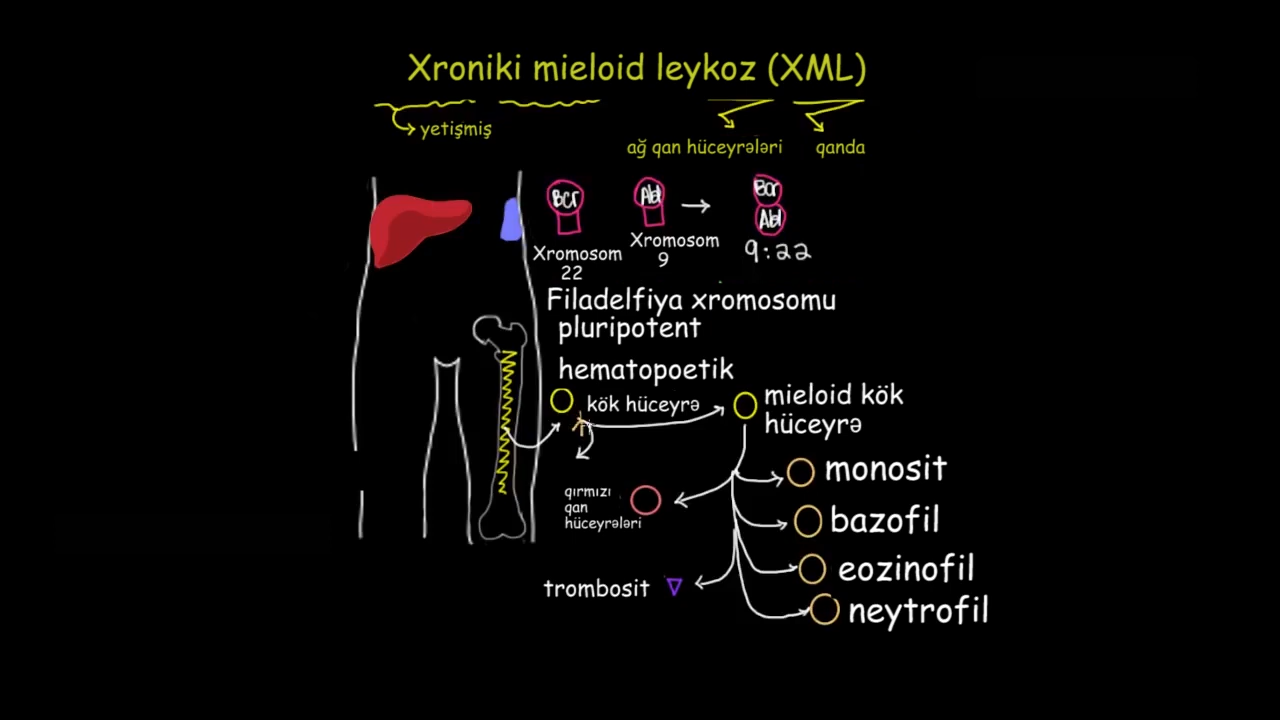 Xroniki mieloid leykoz (XML)
yetişmiş
ağ qan hüceyrələri
qanda
Bcr
Abl
Bcr
Abl
Xromosom
22
Xromosom
9
9:22
Filadelfiya xromosomu
pluripotent
hematopoetik
kök hüceyrə
mieloid kök
hüceyrə
monosit
qırmızı
qan
hüceyrələri
bazofil
eozinofil
trombosit
neytrofil